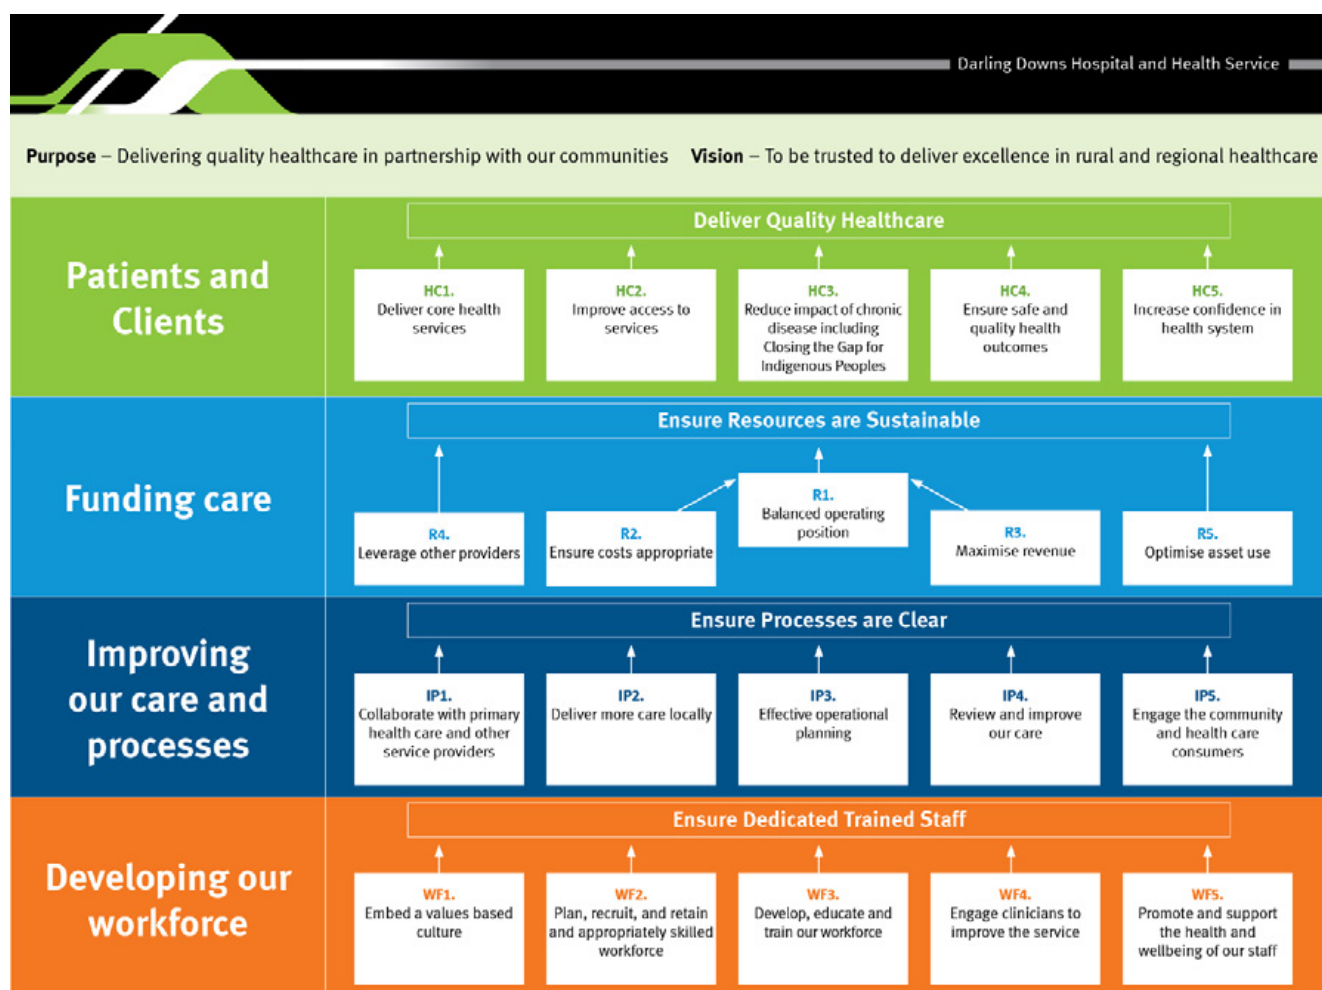 Darling Downs Hospital and Health Service
Purpose – Delivering quality healthcare in partnership with our communities Vision – To be trusted to deliver excellence in rural and regional healthcare
Patients and
Clients
Deliver Quality Healthcare
HC1.
Deliver core health
services
HC2.
Improve access to
services
HC3.
Reduce impact of chronic
disease including
Closing the Gap for
Indigenous Peoples
HC4.
Ensure safe and
quality health
outcomes
HC5.
Increase confidence in
health system
Funding care
Ensure Resources are Sustainable
R4.
Leverage other providers
R2.
Ensure costs appropriate
R1.
Balanced operating
position
R3.
Maximise revenue
R5.
Optimise asset use
Improving
our care and
processes
Ensure Processes are Clear
IP1.
Collaborate with primary
health care and other
service providers
IP2.
Deliver more care locally
IP3.
Effective operational
planning
IP4.
Review and improve
our care
IP5.
Engage the community
and health care
consumers
Developing our
workforce
Ensure Dedicated Trained Staff
WF1.
Embed a values based
culture
WF2.
Plan, recruit, and retain
and appropriately skilled
workforce
WF3.
Develop, educate and
train our workforce
WF4.
Engage clinicians to
improve the service
WF5.
Promote and support
the health and
wellbeing of our staff